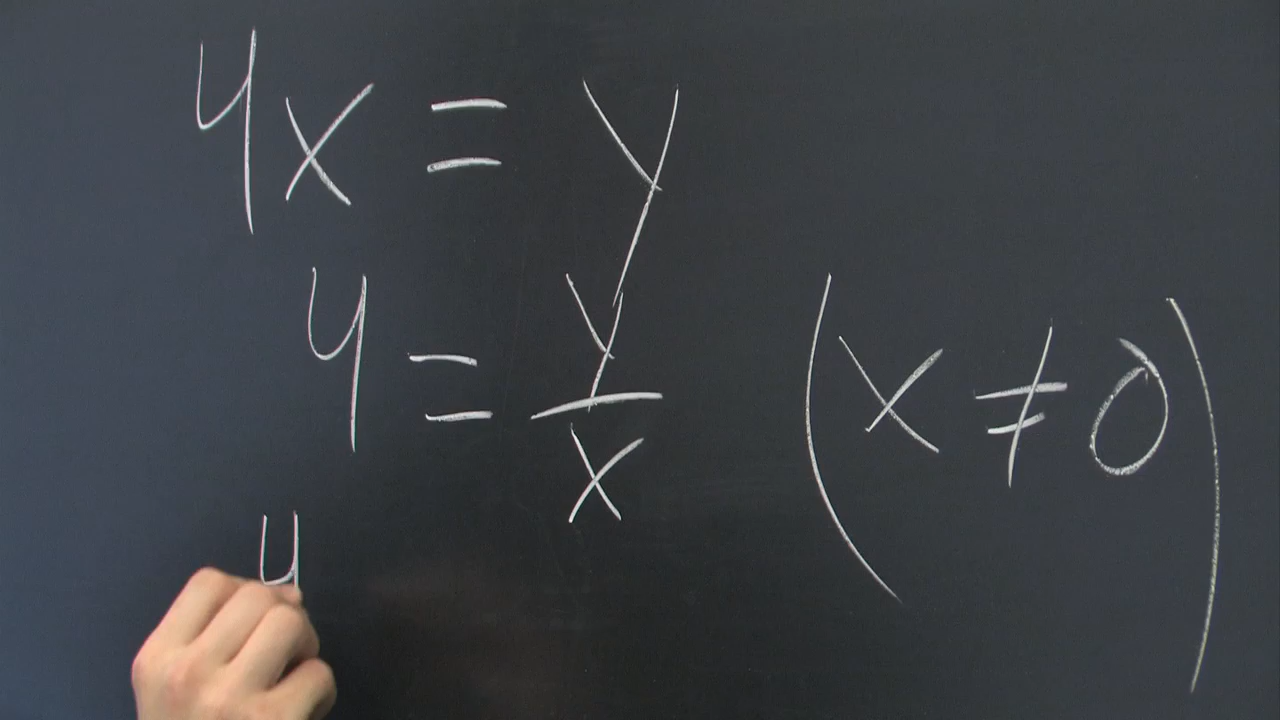 4x = y
4 = y/x (x ≠ 0)
4